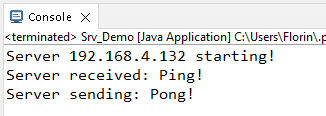 Console
<terminated> Srv_Demo [Java Application] C:\Users\Florin\.p
Server 192.168.4.132 starting!
Server received: Ping!
Server sending: Pong!